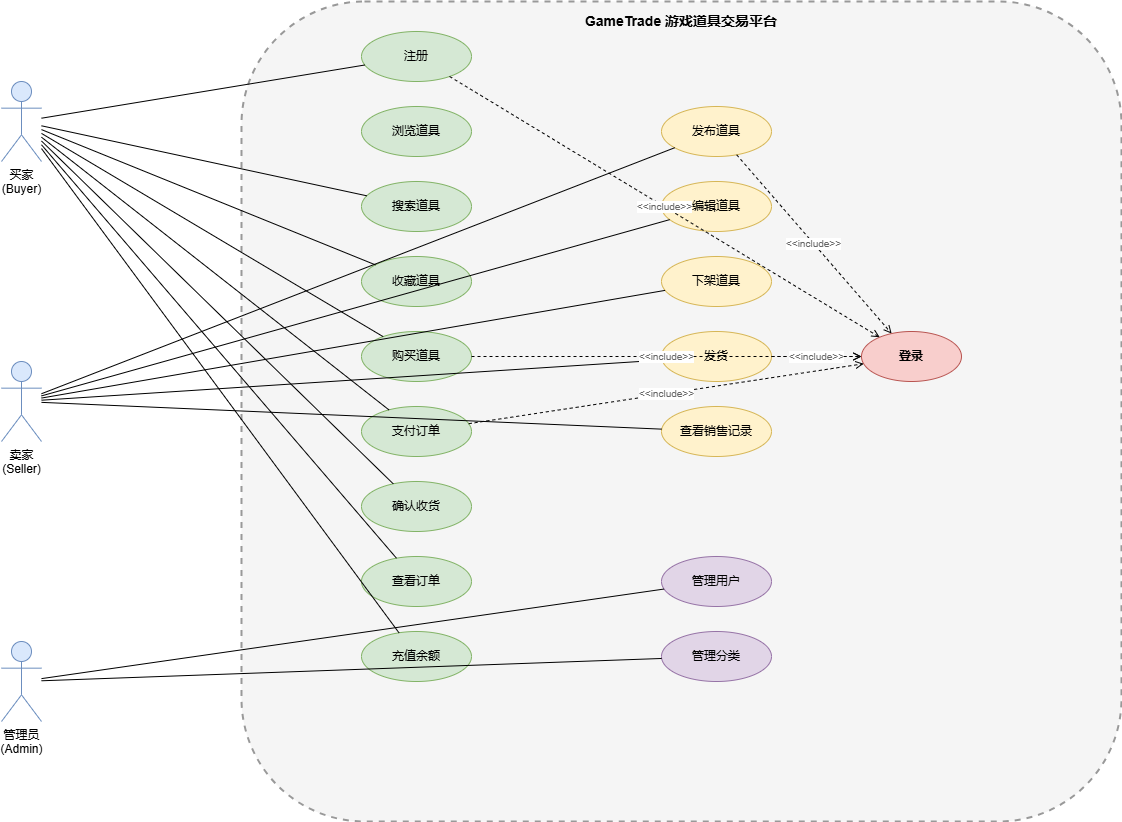 GameTrade 游戏道具交易平台
注册
浏览道具
发布道具
买家
(Buyer)
搜索道具
<<include>>
编辑道具
<<include>>
收藏道具
下架道具
购买道具
<<include>>
发货
<<include>>
登录
<<include>>
支付订单
查看销售记录
卖家
(Seller)
确认收货
查看订单
管理用户
充值余额
管理分类
管理员
(Admin)